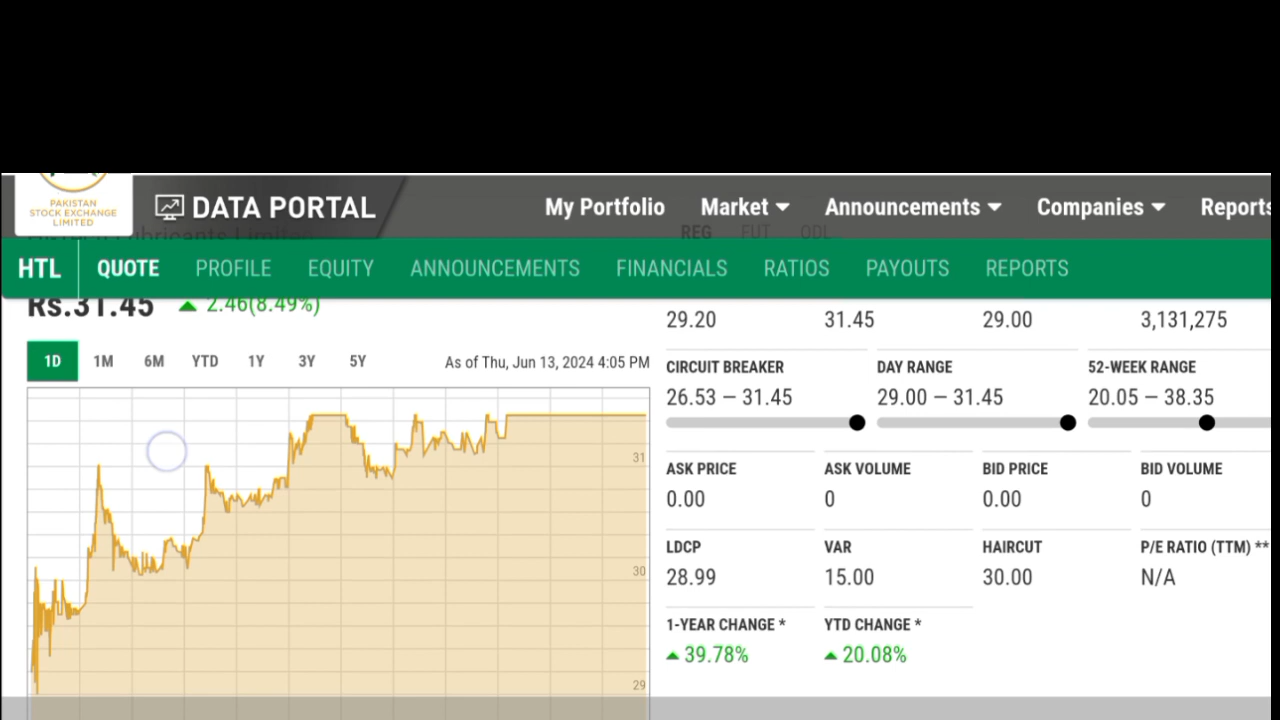 PAKISTAN
STOCK EXCHANGE
LIMITED
DATA PORTAL
My Portfolio
Market
Announcements
Companies
Reports
Lubricants Limited
REG FUT ODL
HTL
QUOTE
PROFILE
EQUITY
ANNOUNCEMENTS
FINANCIALS
RATIOS
PAYOUTS
REPORTS
Rs.31.45
2.46(8.49%)
1D
1M
6M
YTD
1Y
3Y
5Y
As of Thu, Jun 13, 2024 4:05 PM
31
30
29
29.20
31.45
29.00
3,131,275
CIRCUIT BREAKER
26.53 — 31.45
DAY RANGE
29.00 — 31.45
52-WEEK RANGE
20.05 — 38.35
ASK PRICE
0.00
ASK VOLUME
0
BID PRICE
0.00
BID VOLUME
0
LDCP
28.99
VAR
15.00
HAIRCUT
30.00
P/E RATIO (TTM) **
N/A
1-YEAR CHANGE *
39.78%
YTD CHANGE *
20.08%